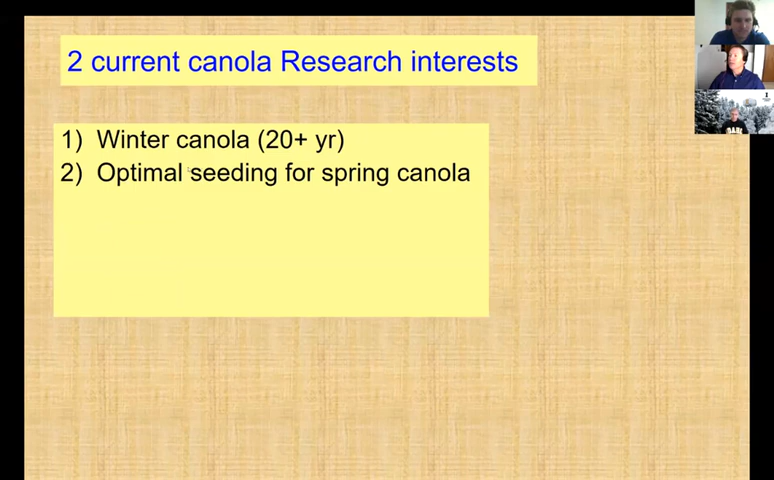 2 current canola Research interests
1) Winter canola (20+ yr)
2) Optimal seeding for spring canola